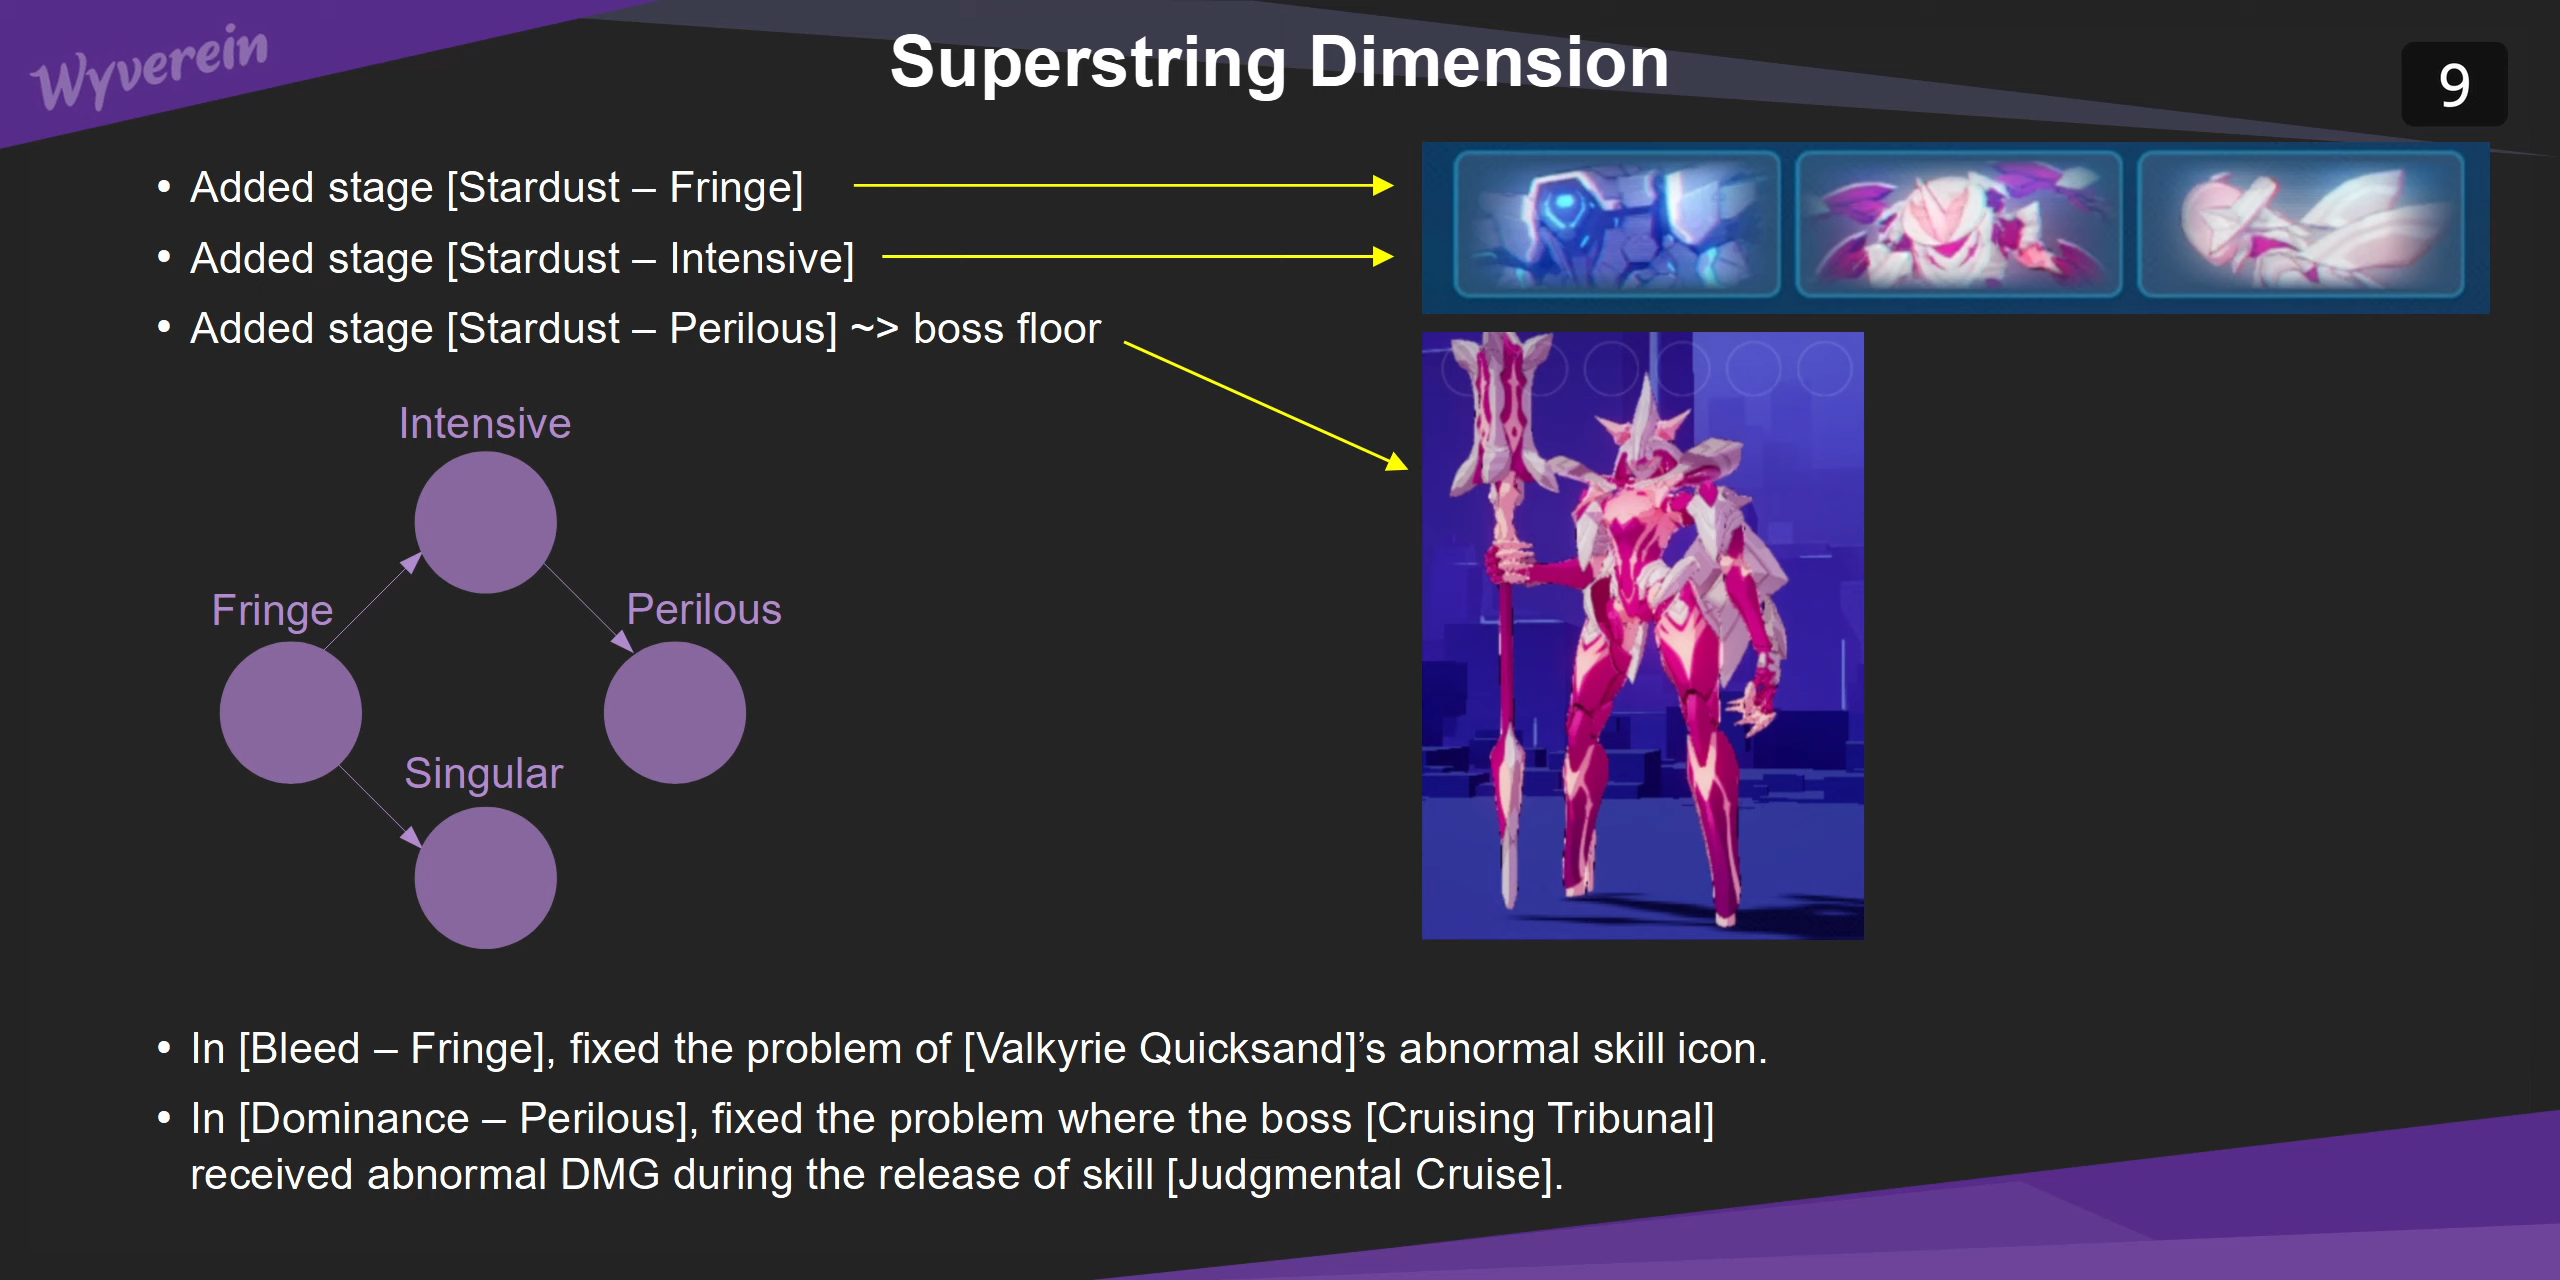 Wyverein
Superstring Dimension
9
• Added stage [Stardust – Fringe]
• Added stage [Stardust – Intensive]
• Added stage [Stardust – Perilous] ~> boss floor
Intensive
Fringe
Perilous
Singular
• In [Bleed – Fringe], fixed the problem of [Valkyrie Quicksand]’s abnormal skill icon.
• In [Dominance – Perilous], fixed the problem where the boss [Cruising Tribunal]
received abnormal DMG during the release of skill [Judgmental Cruise].